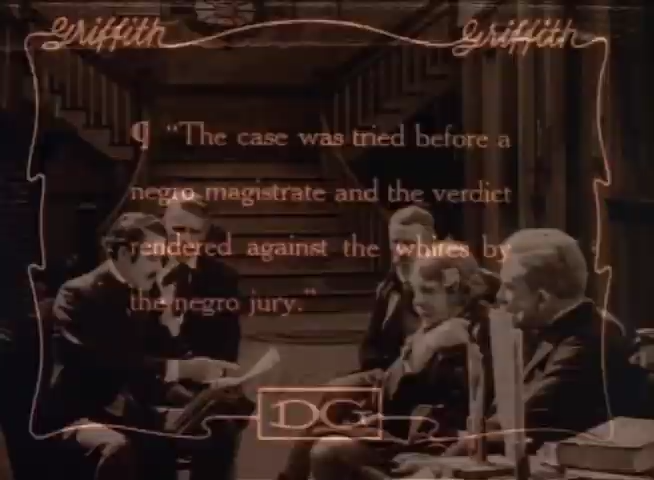 Griffith Griffith
¶ "The case was tried before a
negro magistrate and the verdict
rendered against the whites by
the negro jury."
DG